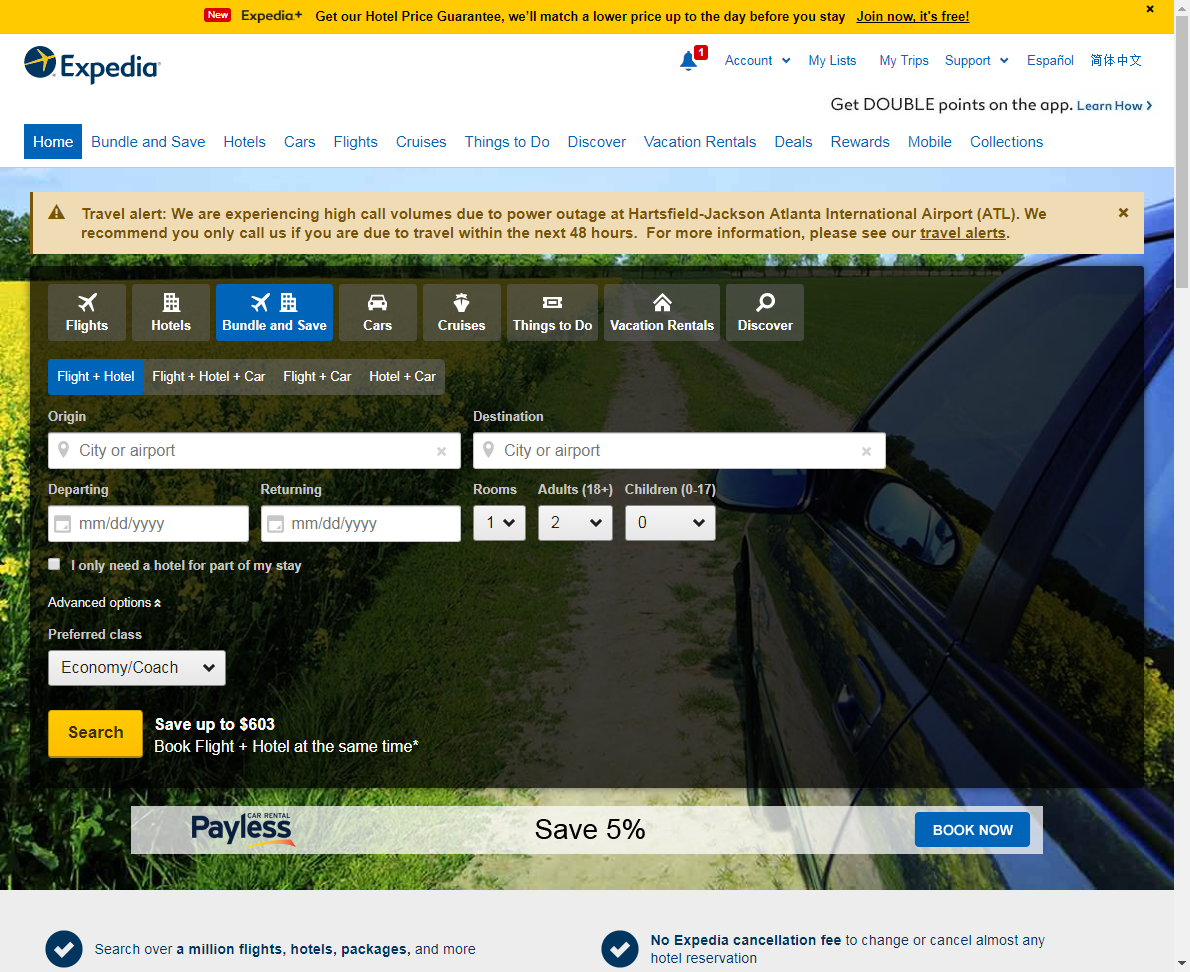 New Expedia+ Get our Hotel Price Guarantee, we'll match a lower price up to the day before you stay Join now, it's free!
Expedia
1 Account My Lists My Trips Support Español 简体中文
Get DOUBLE points on the app. Learn How
Home Bundle and Save Hotels Cars Flights Cruises Things to Do Discover Vacation Rentals Deals Rewards Mobile Collections
Travel alert: We are experiencing high call volumes due to power outage at Hartsfield-Jackson Atlanta International Airport (ATL). We
recommend you only call us if you are due to travel within the next 48 hours. For more information, please see our travel alerts.
Flights Hotels Bundle and Save Cars Cruises Things to Do Vacation Rentals Discover
Flight + Hotel Flight + Hotel + Car Flight + Car Hotel + Car
Origin Destination
City or airport City or airport
Departing Returning Rooms Adults (18+) Children (0-17)
mm/dd/yyyy mm/dd/yyyy 1 2 0
I only need a hotel for part of my stay
Advanced options
Preferred class
Economy/Coach
Search
Save up to $603
Book Flight + Hotel at the same time*
CAR RENTAL
Payless Save 5% BOOK NOW
Search over a million flights, hotels, packages, and more
No Expedia cancellation fee to change or cancel almost any
hotel reservation